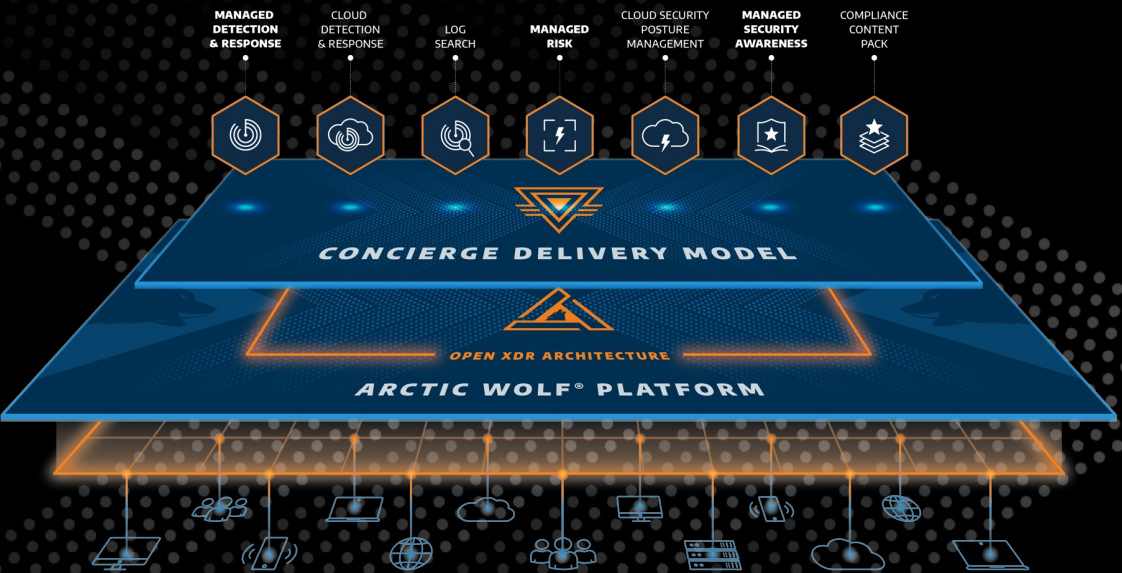 MANAGED
DETECTION
& RESPONSE
CLOUD
DETECTION
& RESPONSE
LOG
SEARCH
MANAGED
RISK
CLOUD SECURITY
POSTURE
MANAGEMENT
MANAGED
SECURITY
AWARENESS
COMPLIANCE
CONTENT
PACK
CONCIERGE DELIVERY MODEL
OPEN XDR ARCHITECTURE
ARCTIC WOLF® PLATFORM